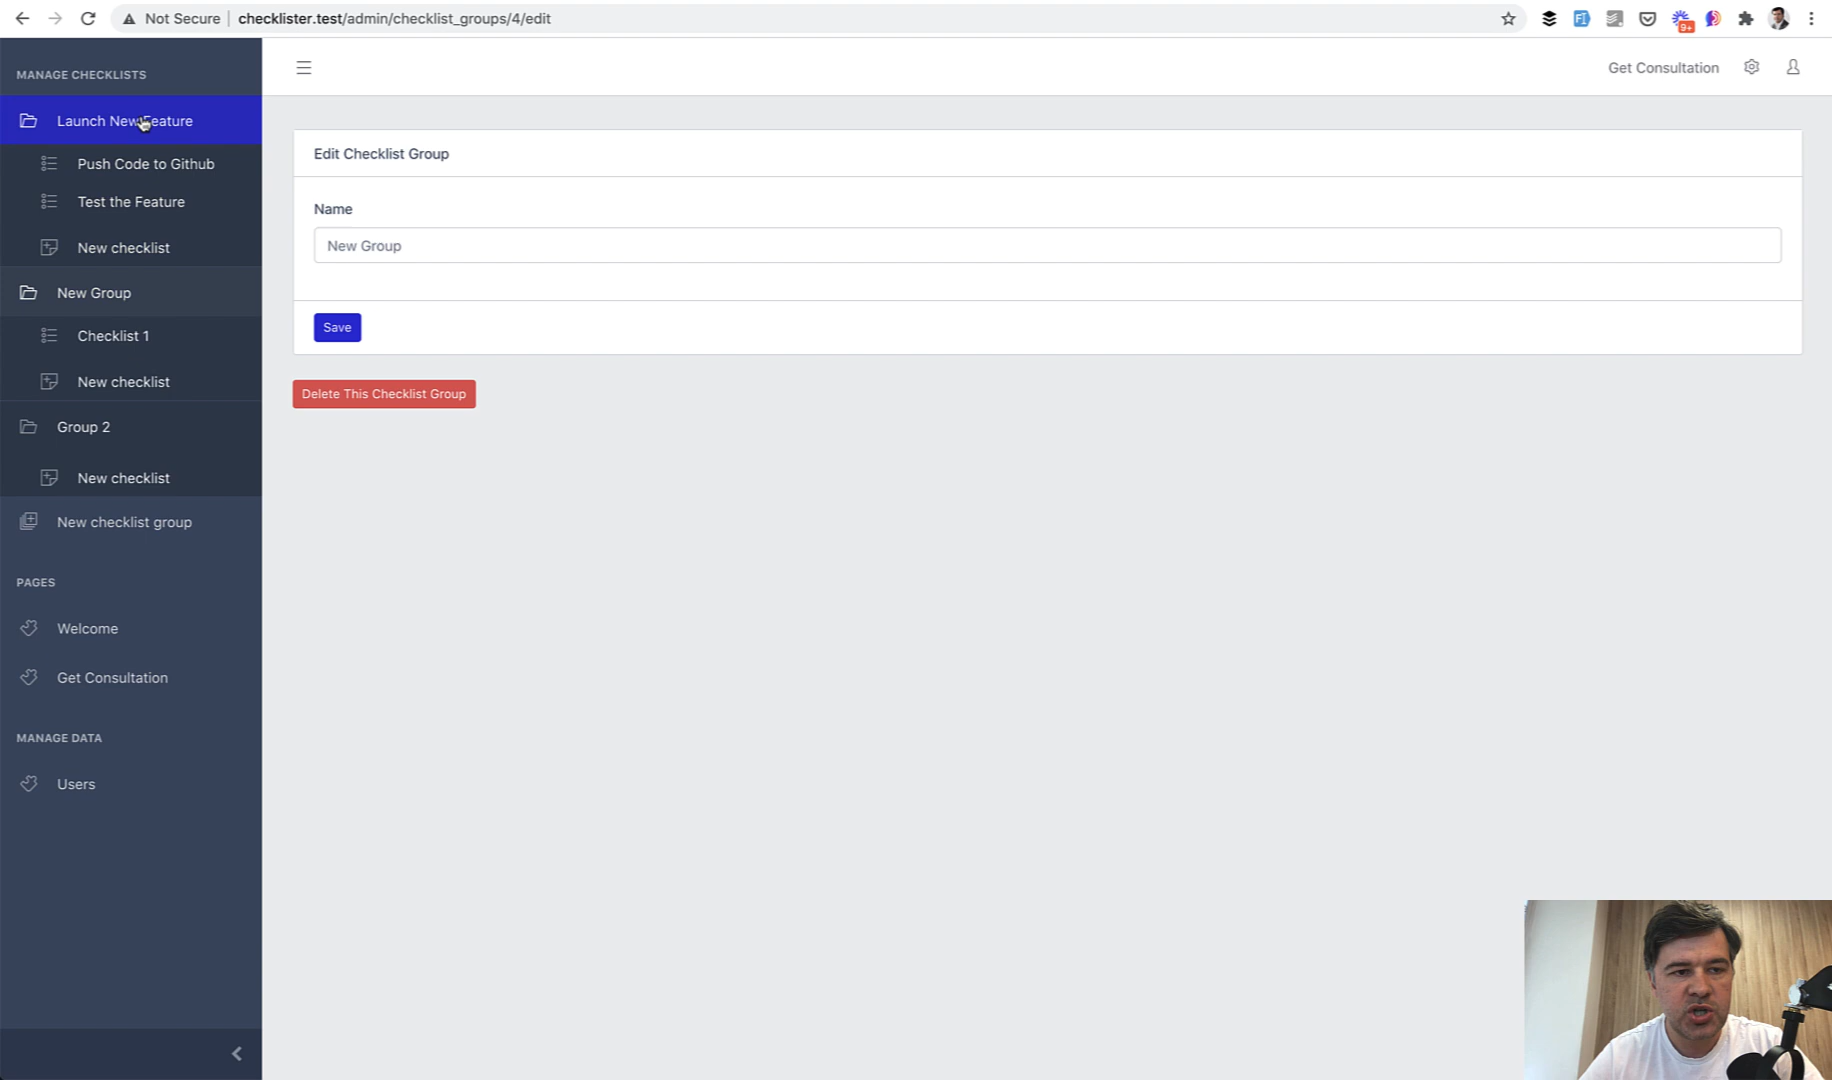 Not Secure | checklister.test/admin/checklist_groups/4/edit
9+
MANAGE CHECKLISTS
Get Consultation
Launch New Feature
Push Code to Github
Test the Feature
New checklist
New Group
Checklist 1
New checklist
Group 2
New checklist
New checklist group
PAGES
Welcome
Get Consultation
MANAGE DATA
Users
Edit Checklist Group
Name
New Group
Save
Delete This Checklist Group